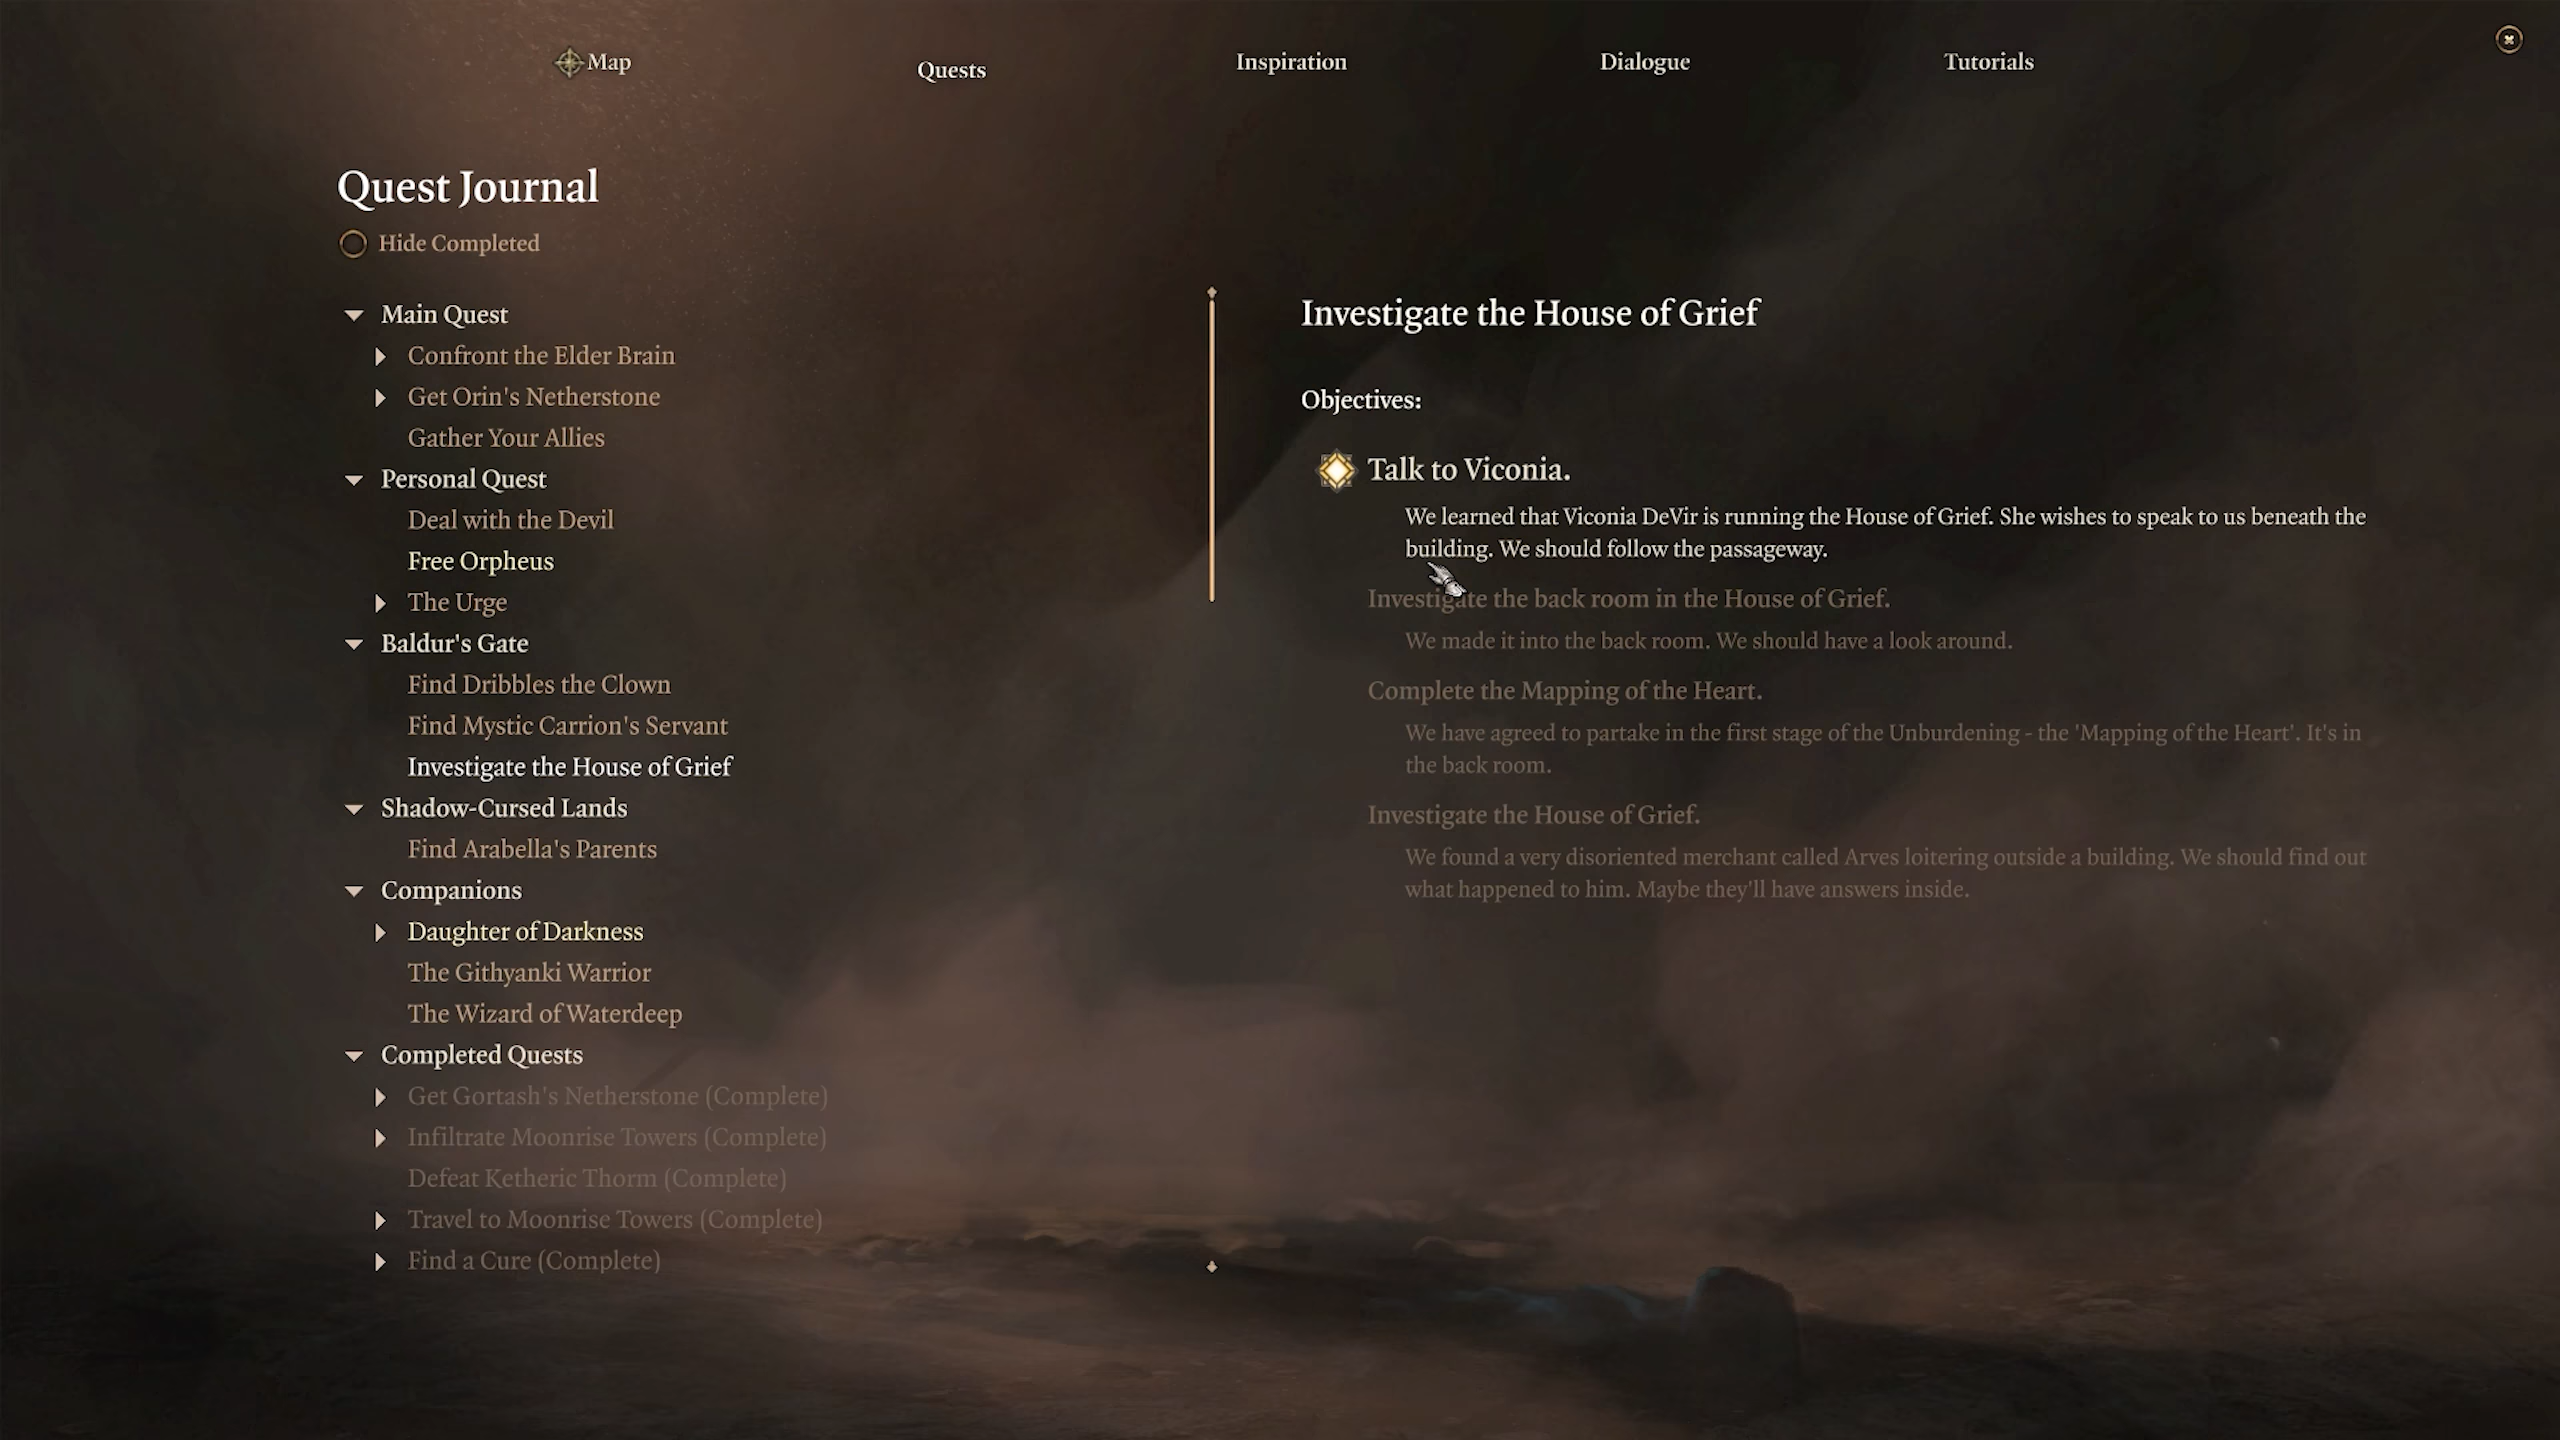 Map
Quests
Inspiration
Dialogue
Tutorials
Quest Journal
Hide Completed
Main Quest
Confront the Elder Brain
Get Orin's Netherstone
Gather Your Allies
Personal Quest
Deal with the Devil
Free Orpheus
The Urge
Baldur's Gate
Find Dribbles the Clown
Find Mystic Carrion's Servant
Investigate the House of Grief
Shadow-Cursed Lands
Find Arabella's Parents
Companions
Daughter of Darkness
The Githyanki Warrior
The Wizard of Waterdeep
Completed Quests
Get Gortash's Netherstone (Complete)
Infiltrate Moonrise Towers (Complete)
Defeat Ketheric Thorm (Complete)
Travel to Moonrise Towers (Complete)
Find a Cure (Complete)
Investigate the House of Grief
Objectives:
Talk to Viconia.
We learned that Viconia DeVir is running the House of Grief. She wishes to speak to us beneath the
building. We should follow the passageway.
Investigate the back room in the House of Grief.
We made it into the back room. We should have a look around.
Complete the Mapping of the Heart.
We have agreed to partake in the first stage of the Unburdening - the 'Mapping of the Heart'. It's in
the back room.
Investigate the House of Grief.
We found a very disoriented merchant called Arves loitering outside a building. We should find out
what happened to him. Maybe they'll have answers inside.